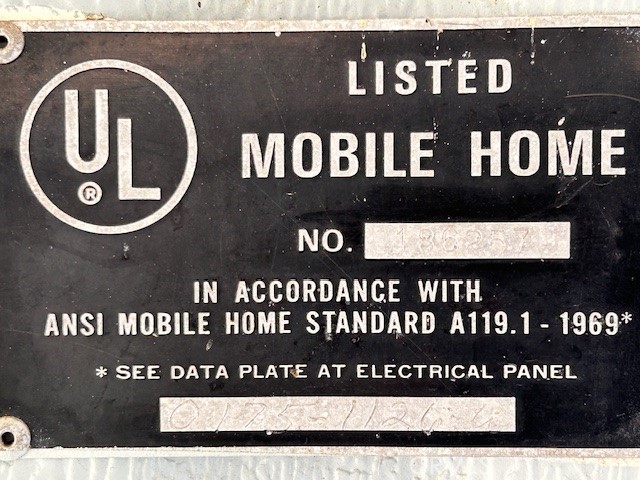 UL
®
LISTED
MOBILE HOME
NO. 186257
IN ACCORDANCE WITH
ANSI MOBILE HOME STANDARD A119.1 - 1969*
* SEE DATA PLATE AT ELECTRICAL PANEL